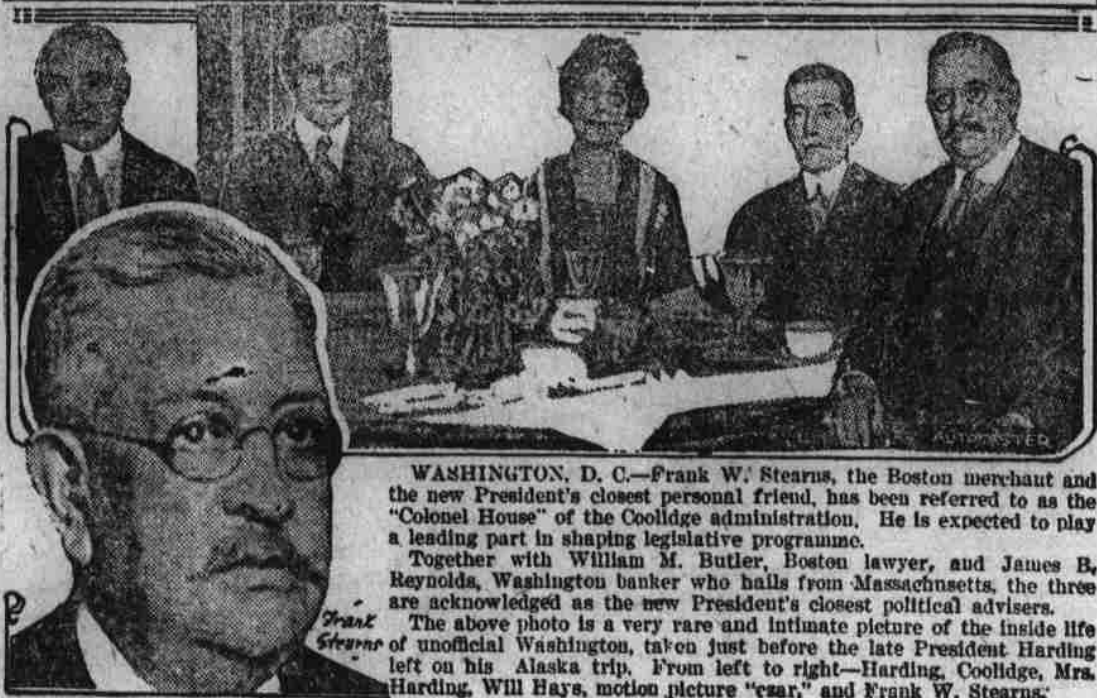 AUTOCASTER
WASHINGTON, D. C.—Frank W. Stearns, the Boston merchant and
the new President's closest personal friend, has been referred to as the
"Colonel House" of the Coolidge administration. He is expected to play
a leading part in shaping legislative programme.
Together with William M. Butler, Boston lawyer, and James B.
Reynolds, Washington banker who hails from Massachusetts, the three
are acknowledged as the new President's closest political advisers.
The above photo is a very rare and intimate picture of the inside life
of unofficial Washington, taken just before the late President Harding
left on his Alaska trip. From left to right—Harding, Coolidge, Mrs.
Harding, Will Hays, motion picture "czar," and Frank W. Stearns.
Frank
Stearns